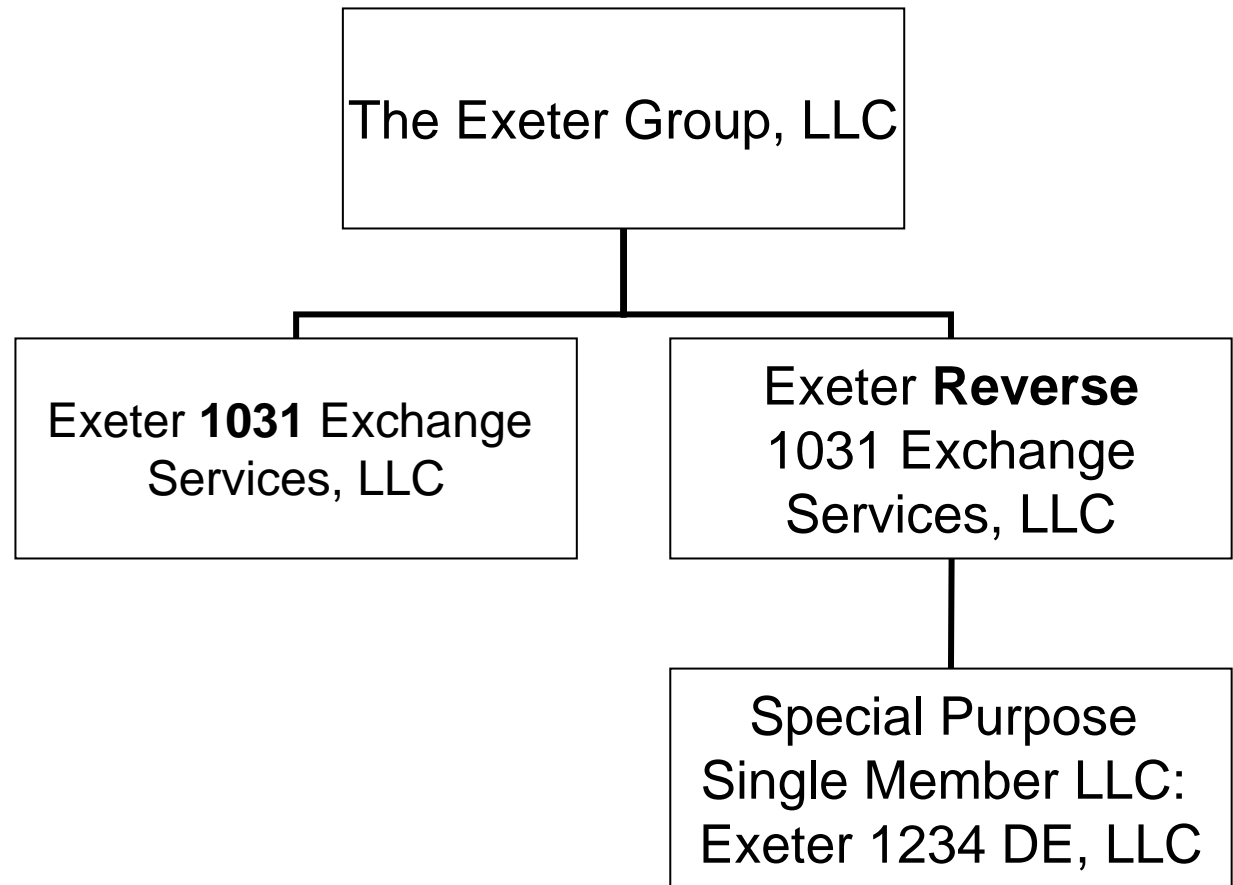 The Exeter Group, LLC
Exeter 1031 Exchange
Services, LLC
Exeter Reverse
1031 Exchange
Services, LLC
Special Purpose
Single Member LLC:
Exeter 1234 DE, LLC